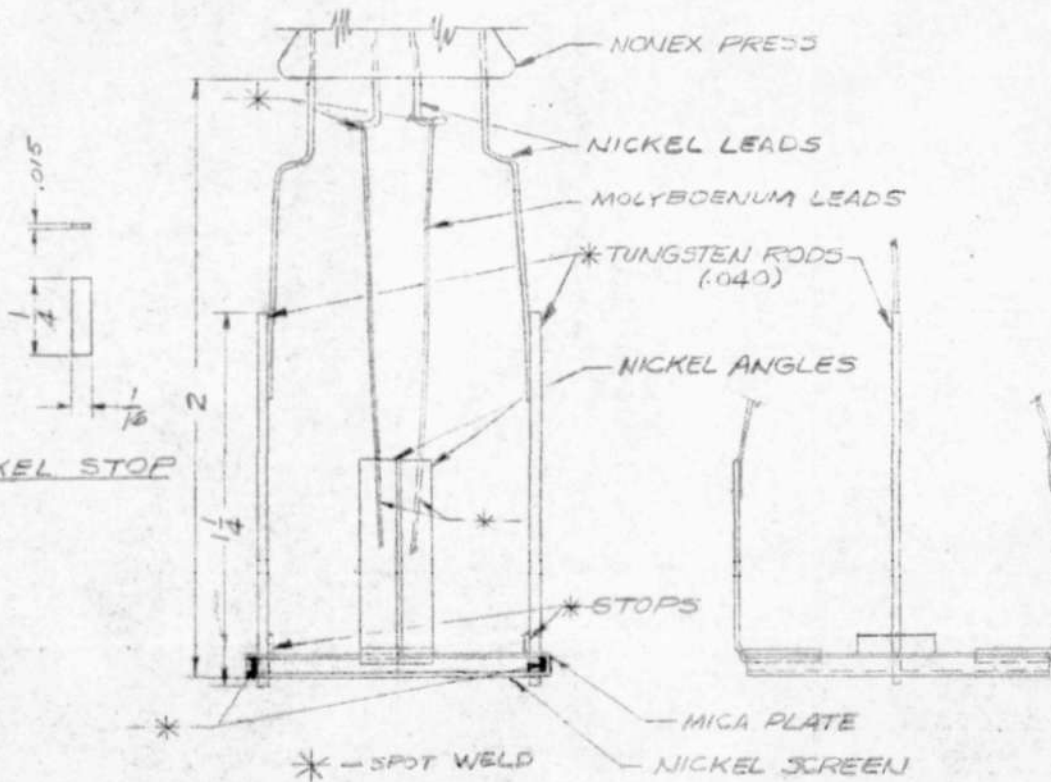 NONEX PRESS
*
NICKEL LEADS
.015
MOLYBDENUM LEADS
* TUNGSTEN RODS
(.040)
1/4
NICKEL ANGLES
2
1/16
KEL STOP
1 1/4
*
* STOPS
*
MICA PLATE
* - SPOT WELD
NICKEL SCREEN